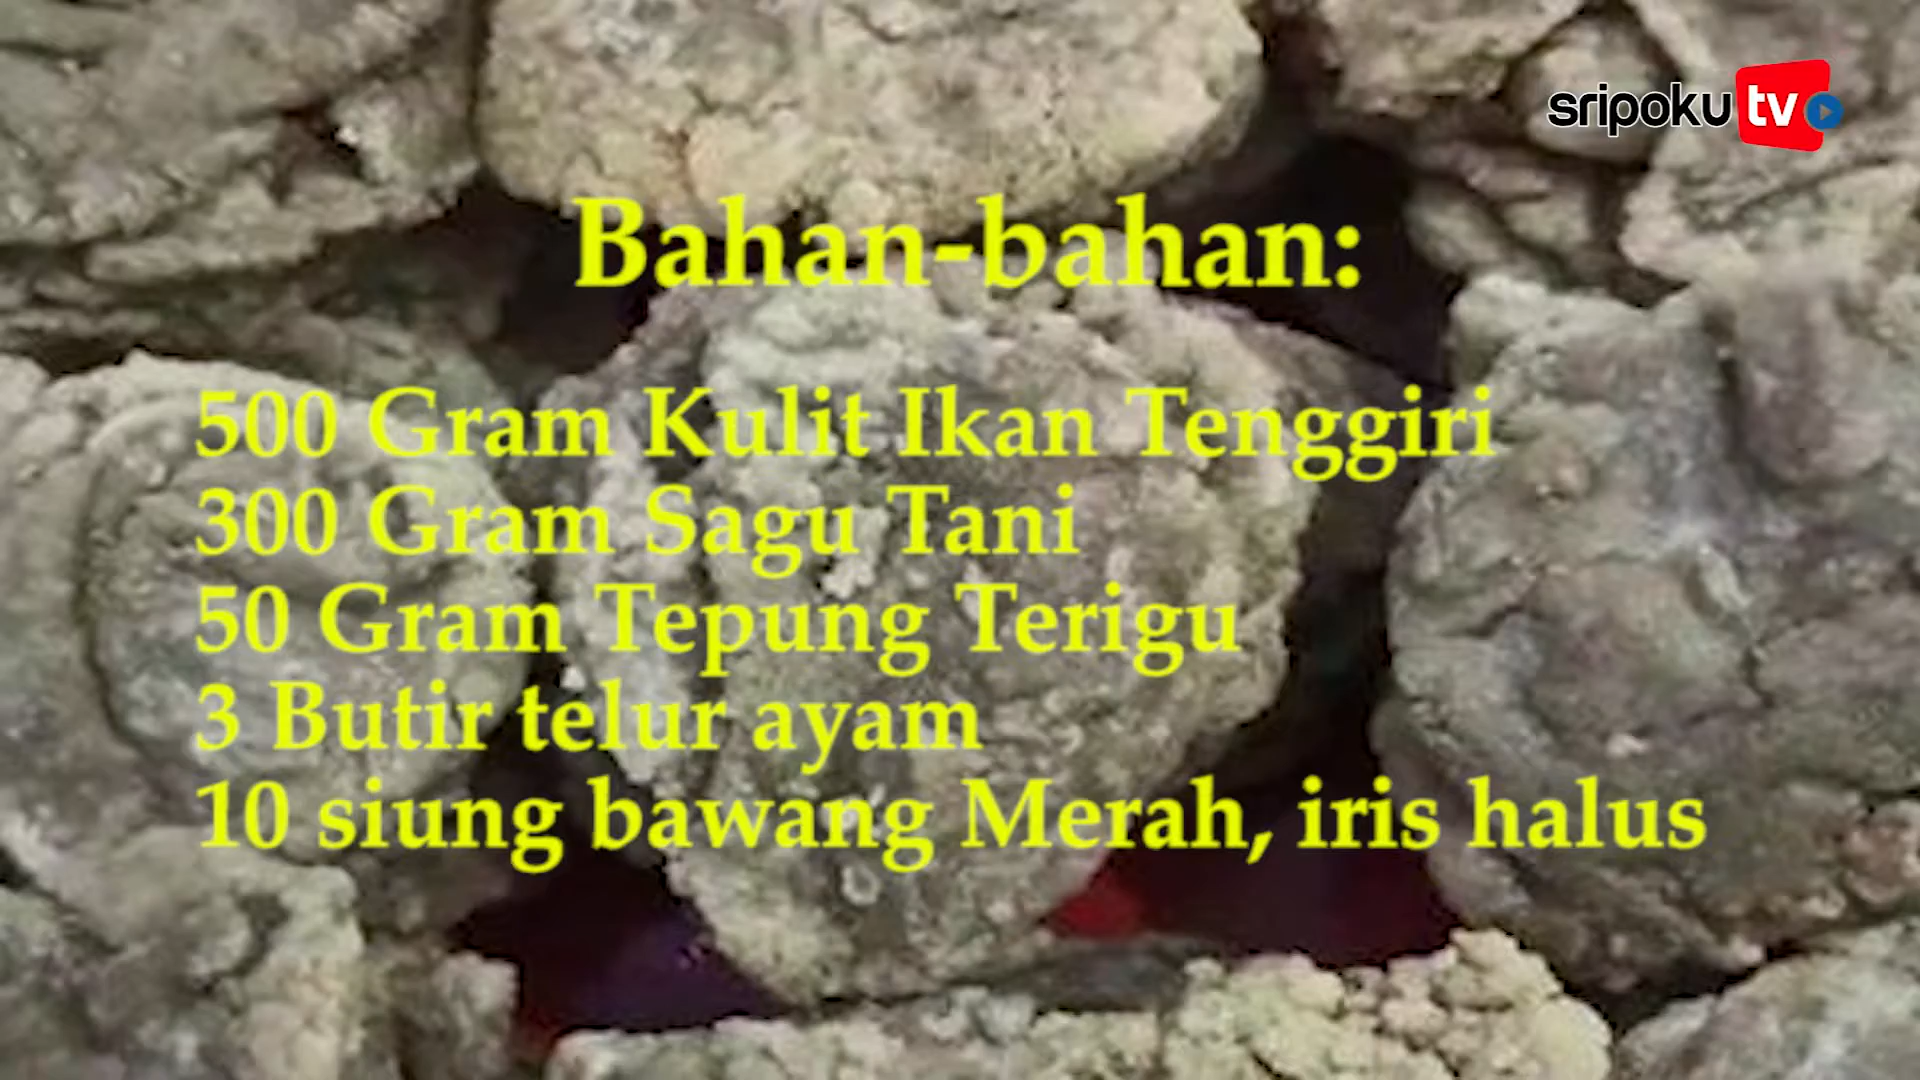 sripoku tv
Bahan-bahan:
500 Gram Kulit Ikan Tenggiri
300 Gram Sagu Tani
50 Gram Tepung Terigu
3 Butir telur ayam
10 siung bawang Merah, iris halus